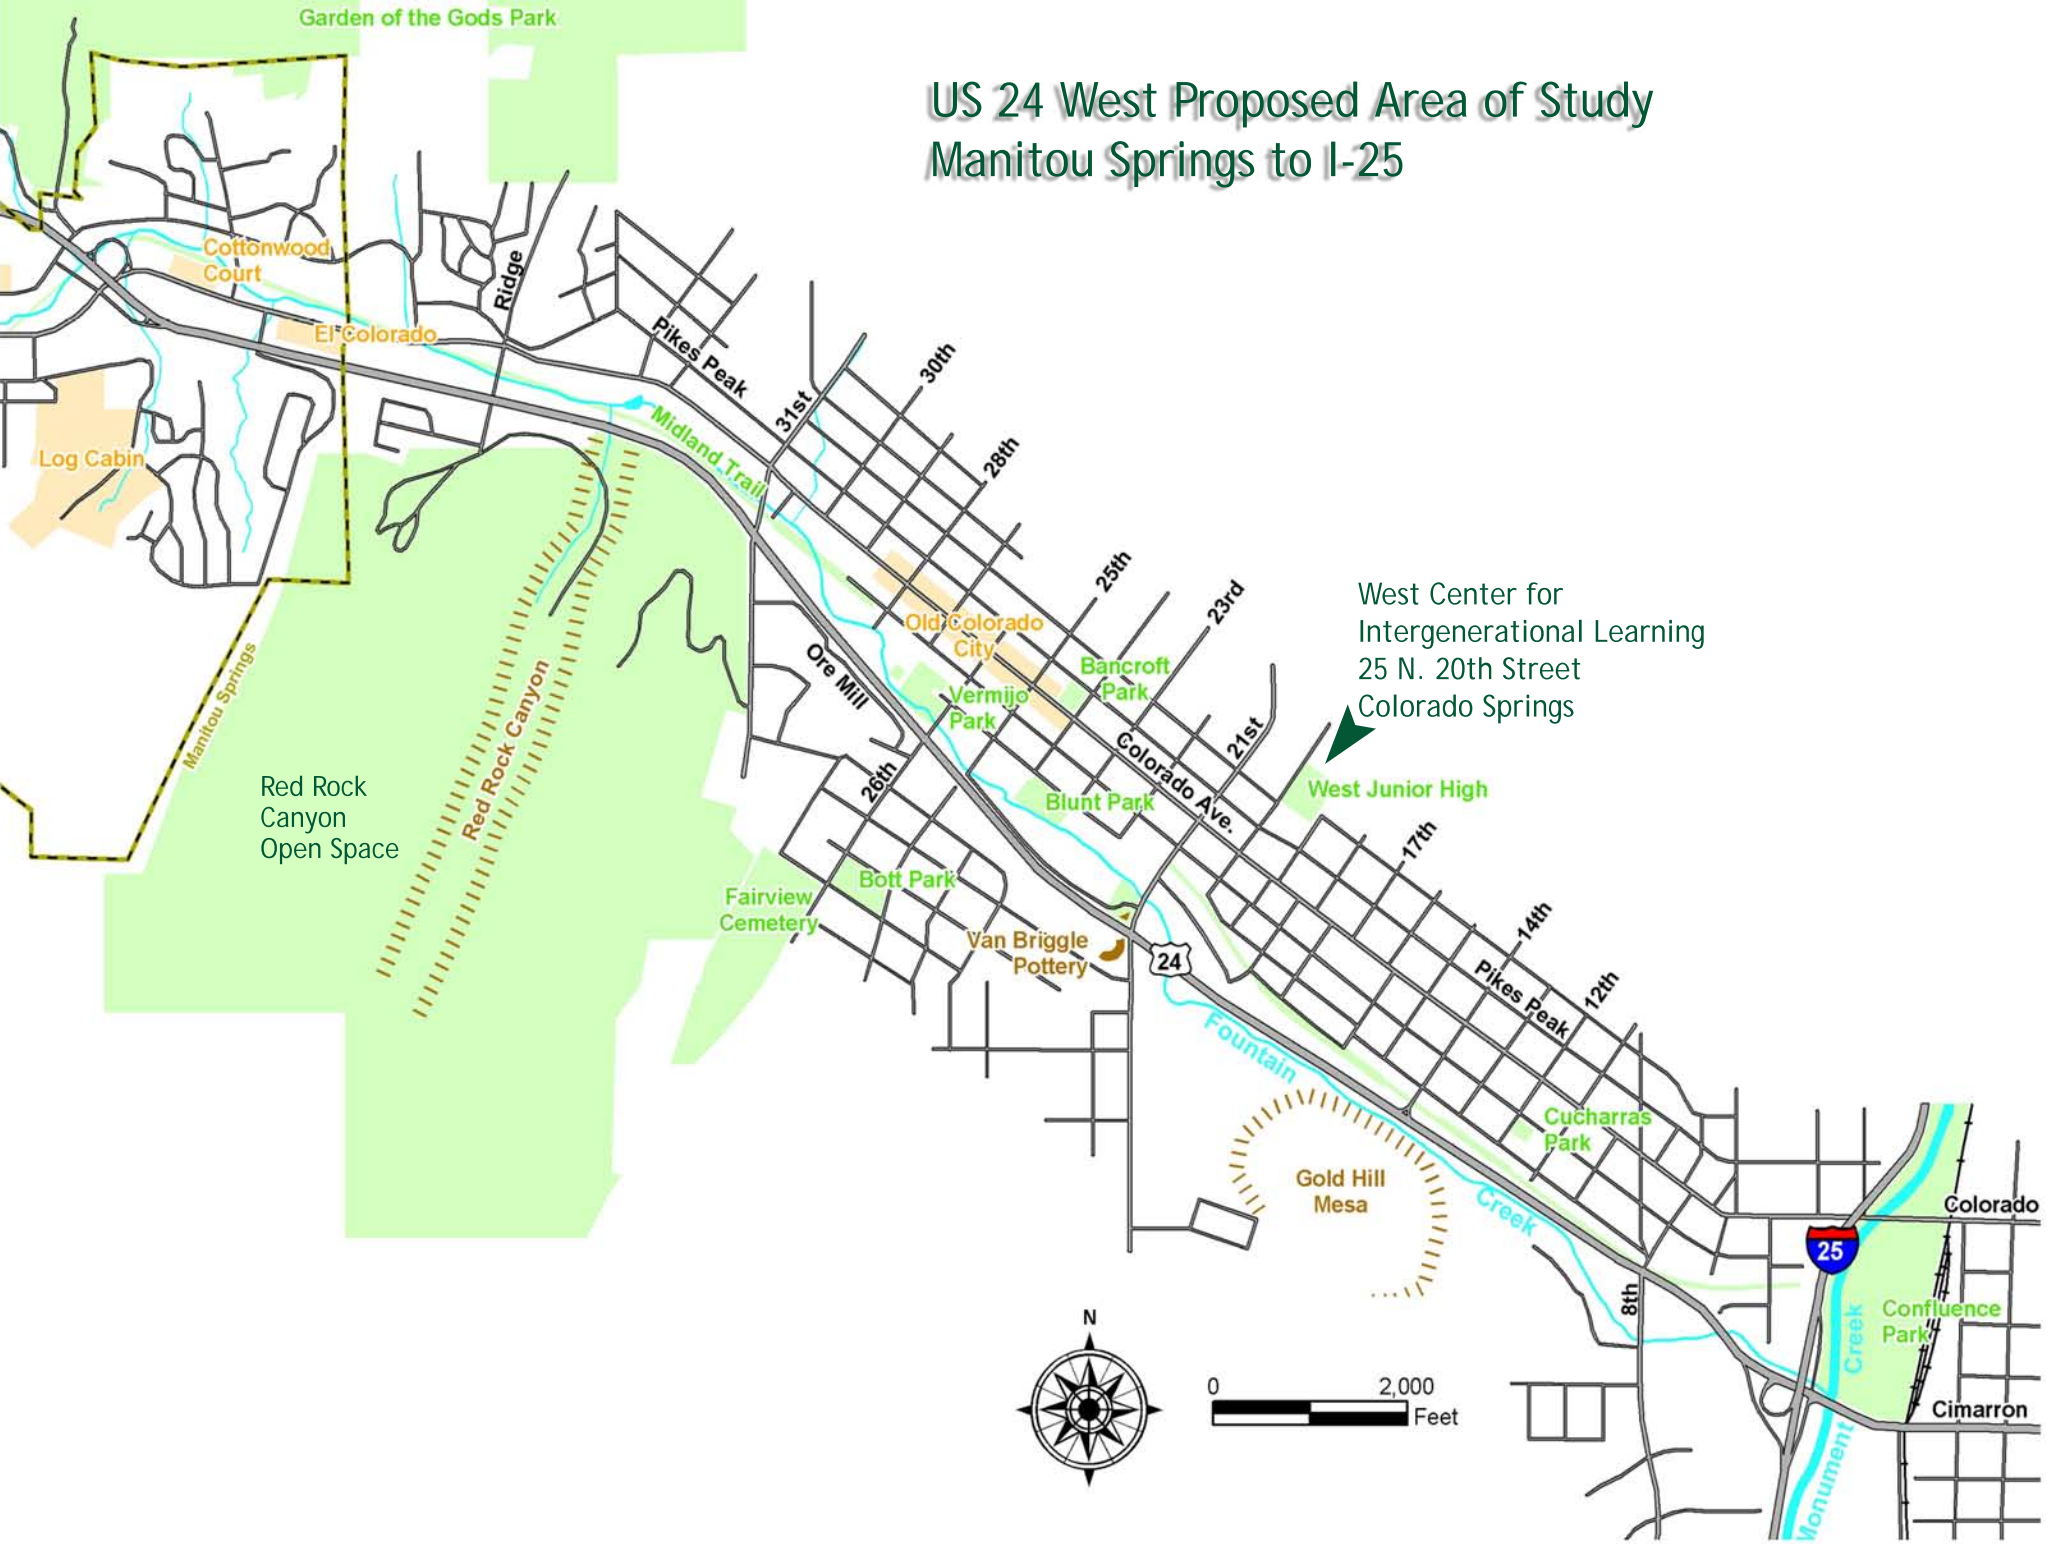 Garden of the Gods Park
US 24 West Proposed Area of Study
Manitou Springs to I-25
Cottonwood
Court
Ridge
El Colorado
Pikes Peak
30th
31st
Midland Trail
28th
Log Cabin
25th
23rd
West Center for
Intergenerational Learning
25 N. 20th Street
Colorado Springs
Old Colorado
City
Bancroft
Park
Ore Mill
Vermijo
Park
Manitou Springs
Red Rock Canyon
21st
Colorado Ave.
26th
Red Rock
Canyon
Open Space
West Junior High
Blunt Park
17th
Bott Park
Fairview
Cemetery
14th
Van Briggle
Pottery
24
Pikes Peak
12th
Fountain
Cucharras
Park
Gold Hill
Mesa
Creek
Colorado
25
8th
Confluence
Park
Creek
N
0 2,000
Feet
Cimarron
Monument